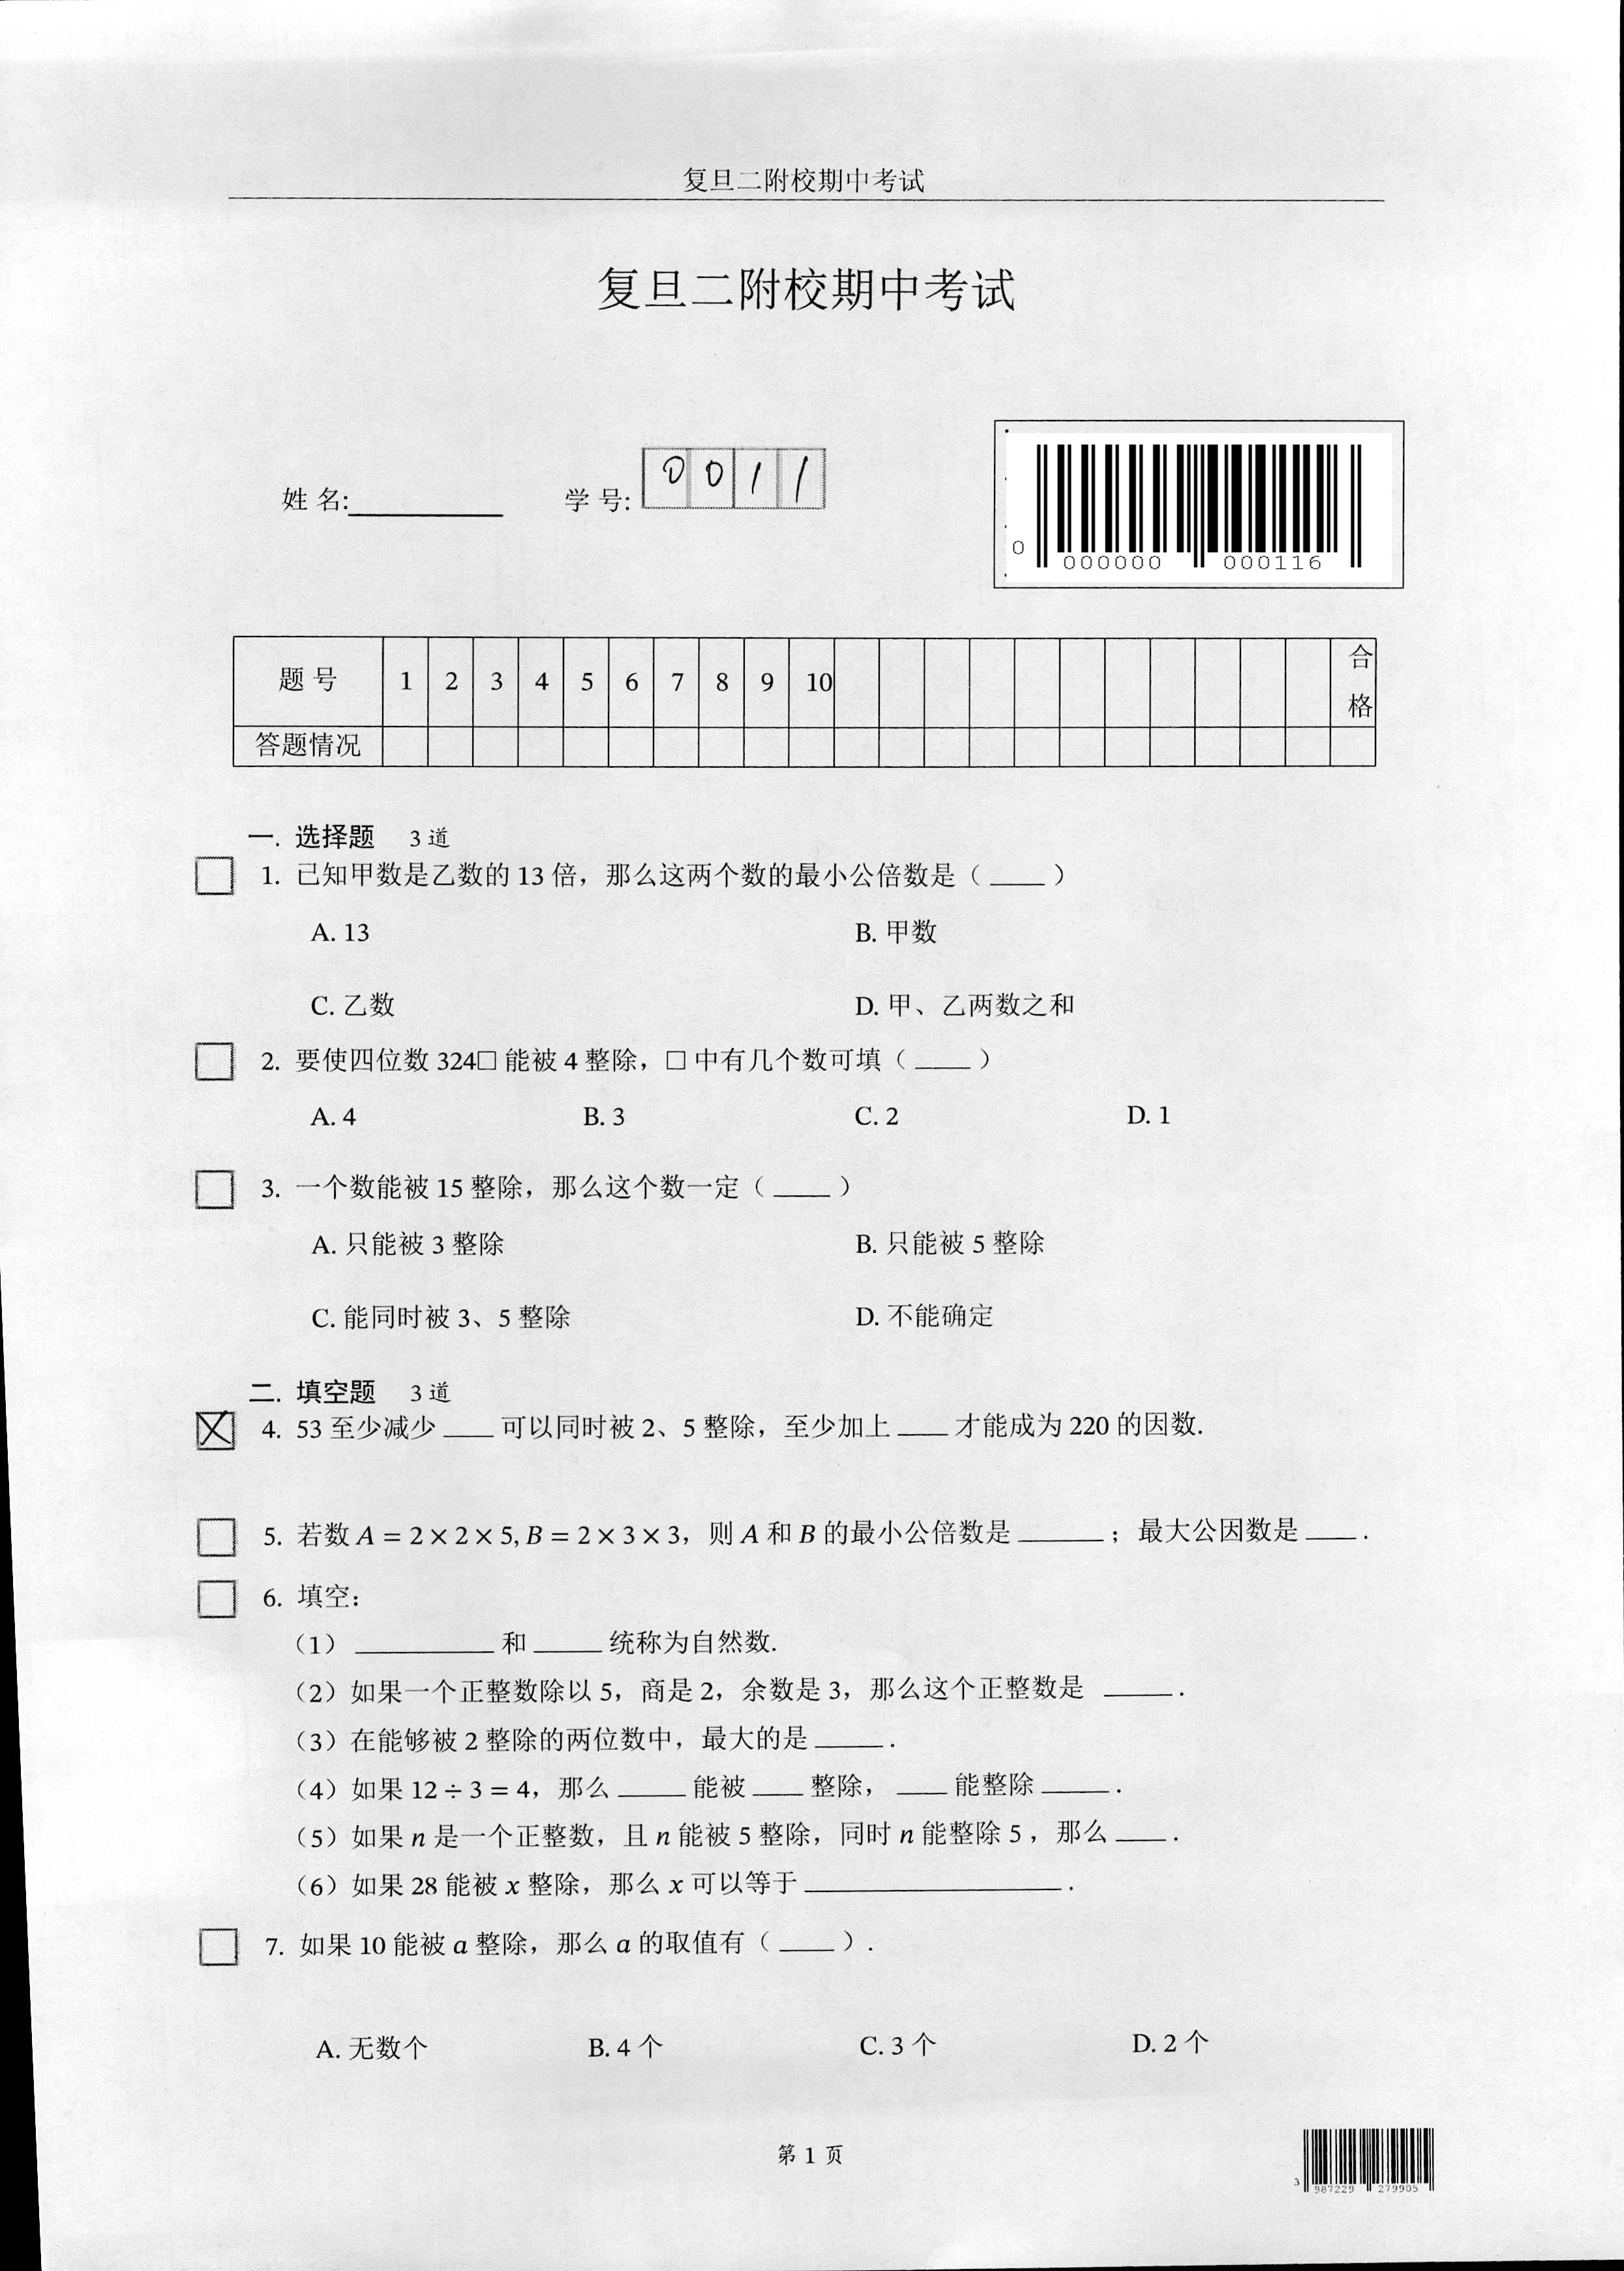 复旦二附校期中考试
复旦二附校期中考试
姓 名:__________ 学 号: 0 0 1 1
0 000000 000116
题 号 1 2 3 4 5 6 7 8 9 10 合格
答题情况
一. 选择题 3 道
1. 已知甲数是乙数的 13 倍，那么这两个数的最小公倍数是（____）
A. 13 B. 甲数
C. 乙数 D. 甲、乙两数之和
2. 要使四位数 324□ 能被 4 整除，□ 中有几个数可填（____）
A. 4 B. 3 C. 2 D. 1
3. 一个数能被 15 整除，那么这个数一定（____）
A. 只能被 3 整除 B. 只能被 5 整除
C. 能同时被 3、5 整除 D. 不能确定
二. 填空题 3 道
4. 53 至少减少 ____ 可以同时被 2、5 整除，至少加上 ____ 才能成为 220 的因数.
5. 若数 A = 2 × 2 × 5, B = 2 × 3 × 3，则 A 和 B 的最小公倍数是 ______；最大公因数是 ____.
6. 填空：
（1）__________ 和 _____ 统称为自然数.
（2）如果一个正整数除以 5，商是 2，余数是 3，那么这个正整数是 _____.
（3）在能够被 2 整除的两位数中，最大的是 _____.
（4）如果 12 ÷ 3 = 4，那么 _____ 能被 ____ 整除，____ 能整除 _____.
（5）如果 n 是一个正整数，且 n 能被 5 整除，同时 n 能整除 5，那么 ____.
（6）如果 28 能被 x 整除，那么 x 可以等于 ____________________.
7. 如果 10 能被 a 整除，那么 a 的取值有（____）.
A. 无数个 B. 4 个 C. 3 个 D. 2 个
第 1 页
3 987229 279905